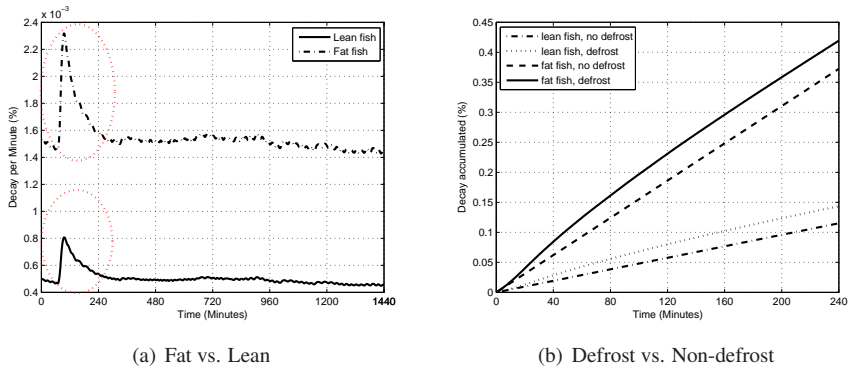 x 10⁻³
2.4
2.2
2
1.8
1.6
1.4
1.2
1
0.8
0.6
0.4
Decay per Minute (%)
Lean fish
Fat fish
0 240 480 720 960 1200 1440
Time (Minutes)
(a) Fat vs. Lean
0.45
0.4
0.35
0.3
0.25
0.2
0.15
0.1
0.05
0
Decay accumulated (%)
lean fish, no defrost
lean fish, defrost
fat fish, no defrost
fat fish, defrost
0 40 80 120 160 200 240
Time (Minutes)
(b) Defrost vs. Non-defrost